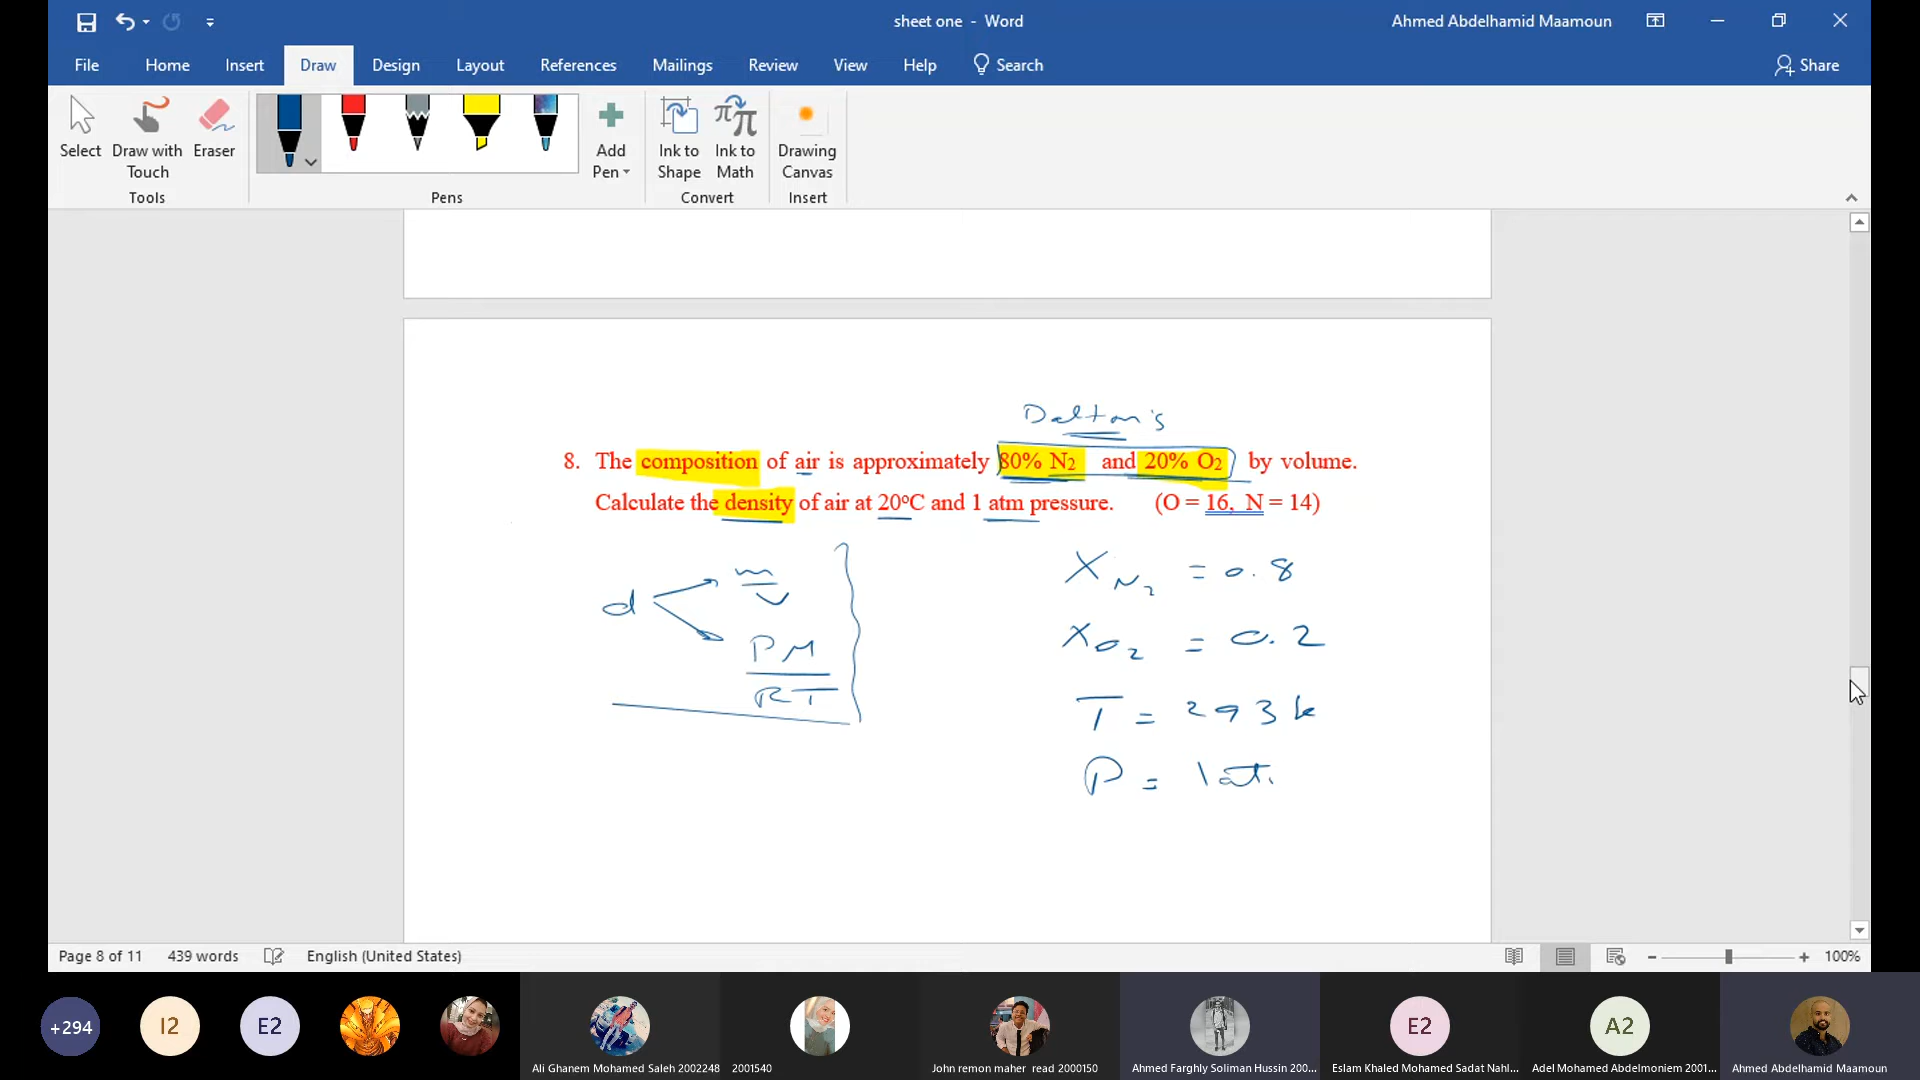 sheet one - Word
Ahmed Abdelhamid Maamoun
File Home Insert Draw Design Layout References Mailings Review View Help Search Share
Select Draw with Touch Eraser
Add Pen
Ink to Shape Ink to Math
Drawing Canvas
Tools Pens Convert Insert
Dalton's
8. The composition of air is approximately 80% N₂ and 20% O₂ by volume.
Calculate the density of air at 20°C and 1 atm pressure. (O = 16, N = 14)
d
m
V
PM
RT
X N₂ = 0.8
X O₂ = 0.2
T = 293 k
P = 1 at.
Page 8 of 11 439 words English (United States) 100%
+294 I2 E2 E2 A2
Ali Ghanem Mohamed Saleh 2002248
2001540
John remon maher read 2000150
Ahmed Farghly Soliman Hussin 200...
Eslam Khaled Mohamed Sadat Nahl...
Adel Mohamed Abdelmoniem 2001...
Ahmed Abdelhamid Maamoun